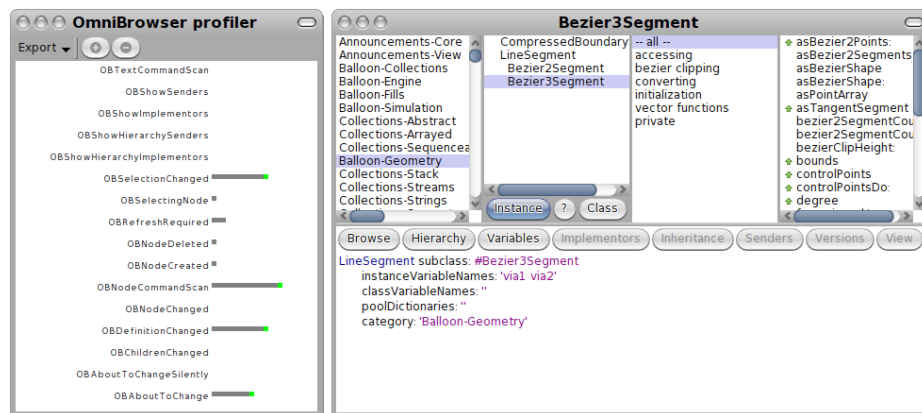 OmniBrowser profiler
Export
OBTextCommandScan
OBShowSenders
OBShowImplementors
OBShowHierarchySenders
OBShowHierarchyImplementors
OBSelectionChanged
OBSelectingNode
OBRefreshRequired
OBNodeDeleted
OBNodeCreated
OBNodeCommandScan
OBNodeChanged
OBDefinitionChanged
OBChildrenChanged
OBAboutToChangeSilently
OBAboutToChange
Bezier3Segment
Announcements-Core
Announcements-View
Balloon-Collections
Balloon-Engine
Balloon-Fills
Balloon-Simulation
Collections-Abstract
Collections-Arrayed
Collections-Sequencea
Balloon-Geometry
Collections-Stack
Collections-Streams
Collections-Strings
CompressedBoundary
LineSegment
Bezier2Segment
Bezier3Segment
Instance
?
Class
-- all --
accessing
bezier clipping
converting
initialization
vector functions
private
asBezier2Points:
asBezier2Segments
asBezierShape
asBezierShape:
asPointArray
asTangentSegment
bezier2SegmentCou
bezier2SegmentCou
bezierClipHeight:
bounds
controlPoints
controlPointsDo:
degree
Browse
Hierarchy
Variables
Implementors
Inheritance
Senders
Versions
View
LineSegment subclass: #Bezier3Segment
instanceVariableNames: 'via1 via2'
classVariableNames: ''
poolDictionaries: ''
category: 'Balloon-Geometry'